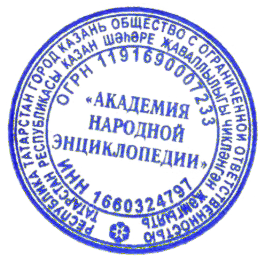 РЕСПУБЛИКА ТАТАРСТАН ГОРОД КАЗАНЬ ОБЩЕСТВО С ОГРАНИЧЕННОЙ ОТВЕТСТВЕННОСТЬЮ
ТАТАРСТАН РЕСПУБЛИКАСЫ КАЗАН ШӘҺӘРЕ ҖАВАПЛЫЛЫГЫ ЧИКЛӘНГӘН ҖӘМГЫЯТЬ
ОГРН 1191690007233
«АКАДЕМИЯ
НАРОДНОЙ
ЭНЦИКЛОПЕДИИ»
ИНН 1660324797